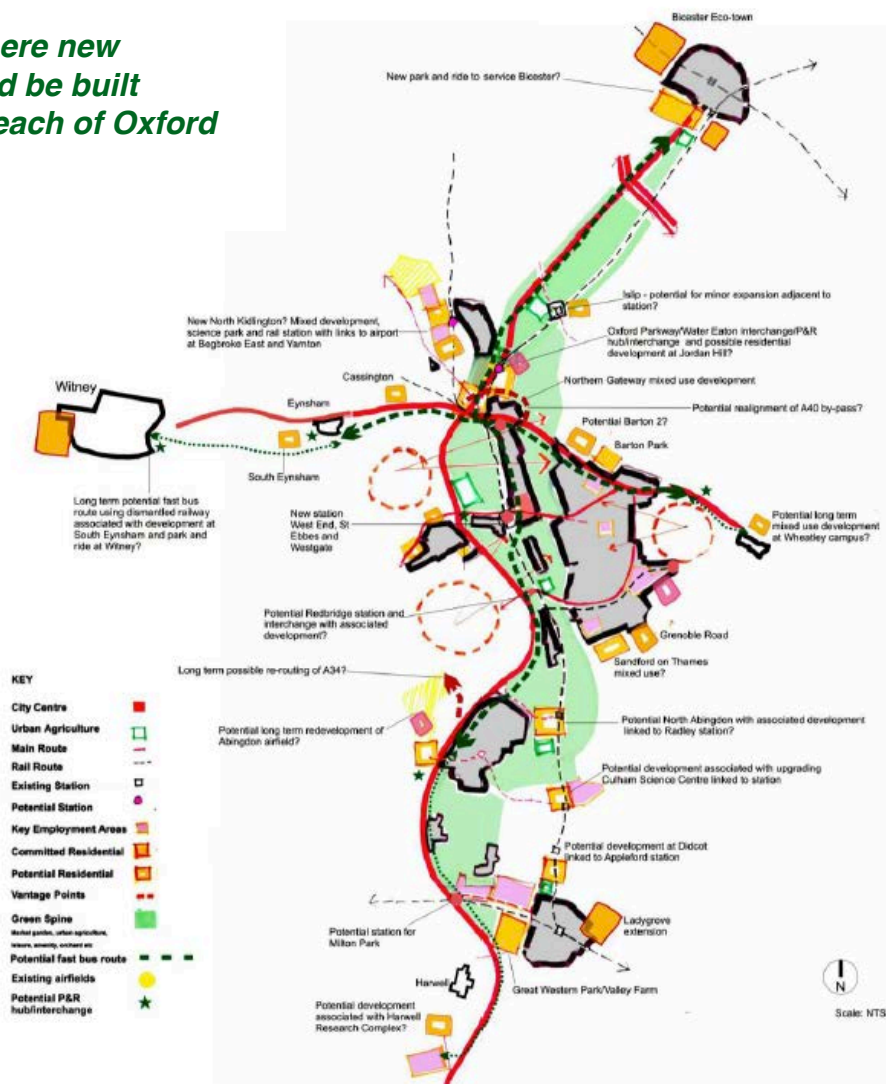 ere new
d be built
each of Oxford
Bicester Eco-town
New park and ride to service Bicester?
Islip - potential for minor expansion adjacent to
station?
New North Kidlington? Mixed development,
science park and rail station with links to airport
at Begbroke East and Yarnton
Oxford Parkway/Water Eaton interchange/P&R
hub/interchange and possible residential
development at Jordan Hill?
Cassington
Northern Gateway mixed use development
Witney
Eynsham
Potential realignment of A40 by-pass?
Potential Barton 2?
Barton Park
South Eynsham
Long term potential fast bus
route using dismantled railway
associated with development at
South Eynsham and park and
ride at Witney?
New station
West End, St
Ebbes and
Westgate
Potential long term
mixed use development
at Wheatley campus?
Potential Redbridge station and
interchange with associated
development?
Grenoble Road
Sandford on Thames
mixed use?
Long term possible re-routing of A34?
Potential long term redevelopment of
Abingdon airfield?
Potential North Abingdon with associated development
linked to Radley station?
Potential development associated with upgrading
Culham Science Centre linked to station
Potential development at Didcot
linked to Appleford station
Ladygrove
extension
Potential station for
Milton Park
Great Western Park/Valley Farm
Harwell
Potential development
associated with Harwell
Research Complex?
KEY
City Centre
Urban Agriculture
Main Route
Rail Route
Existing Station
Potential Station
Key Employment Areas
Committed Residential
Potential Residential
Vantage Points
Green Spine
Market garden, urban agriculture,
leisure, amenity, orchard etc
Potential fast bus route
Existing airfields
Potential P&R
hub/interchange
N
Scale: NTS